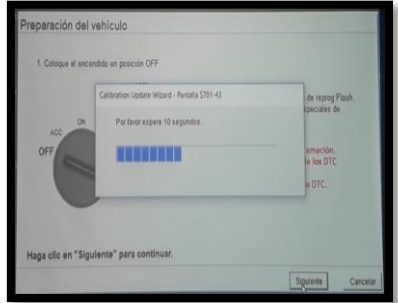 Preparación del vehículo
1. Coloque el encendido en posición OFF
Calibration Update Wizard - Pantalla S701-43
Por favor espere 10 segundos.
de reprog Flash.
speciales de
ON
ACC
OFF
los DTC
DTC.
Haga clic en "Siguiente" para continuar.
Siguiente
Cancelar